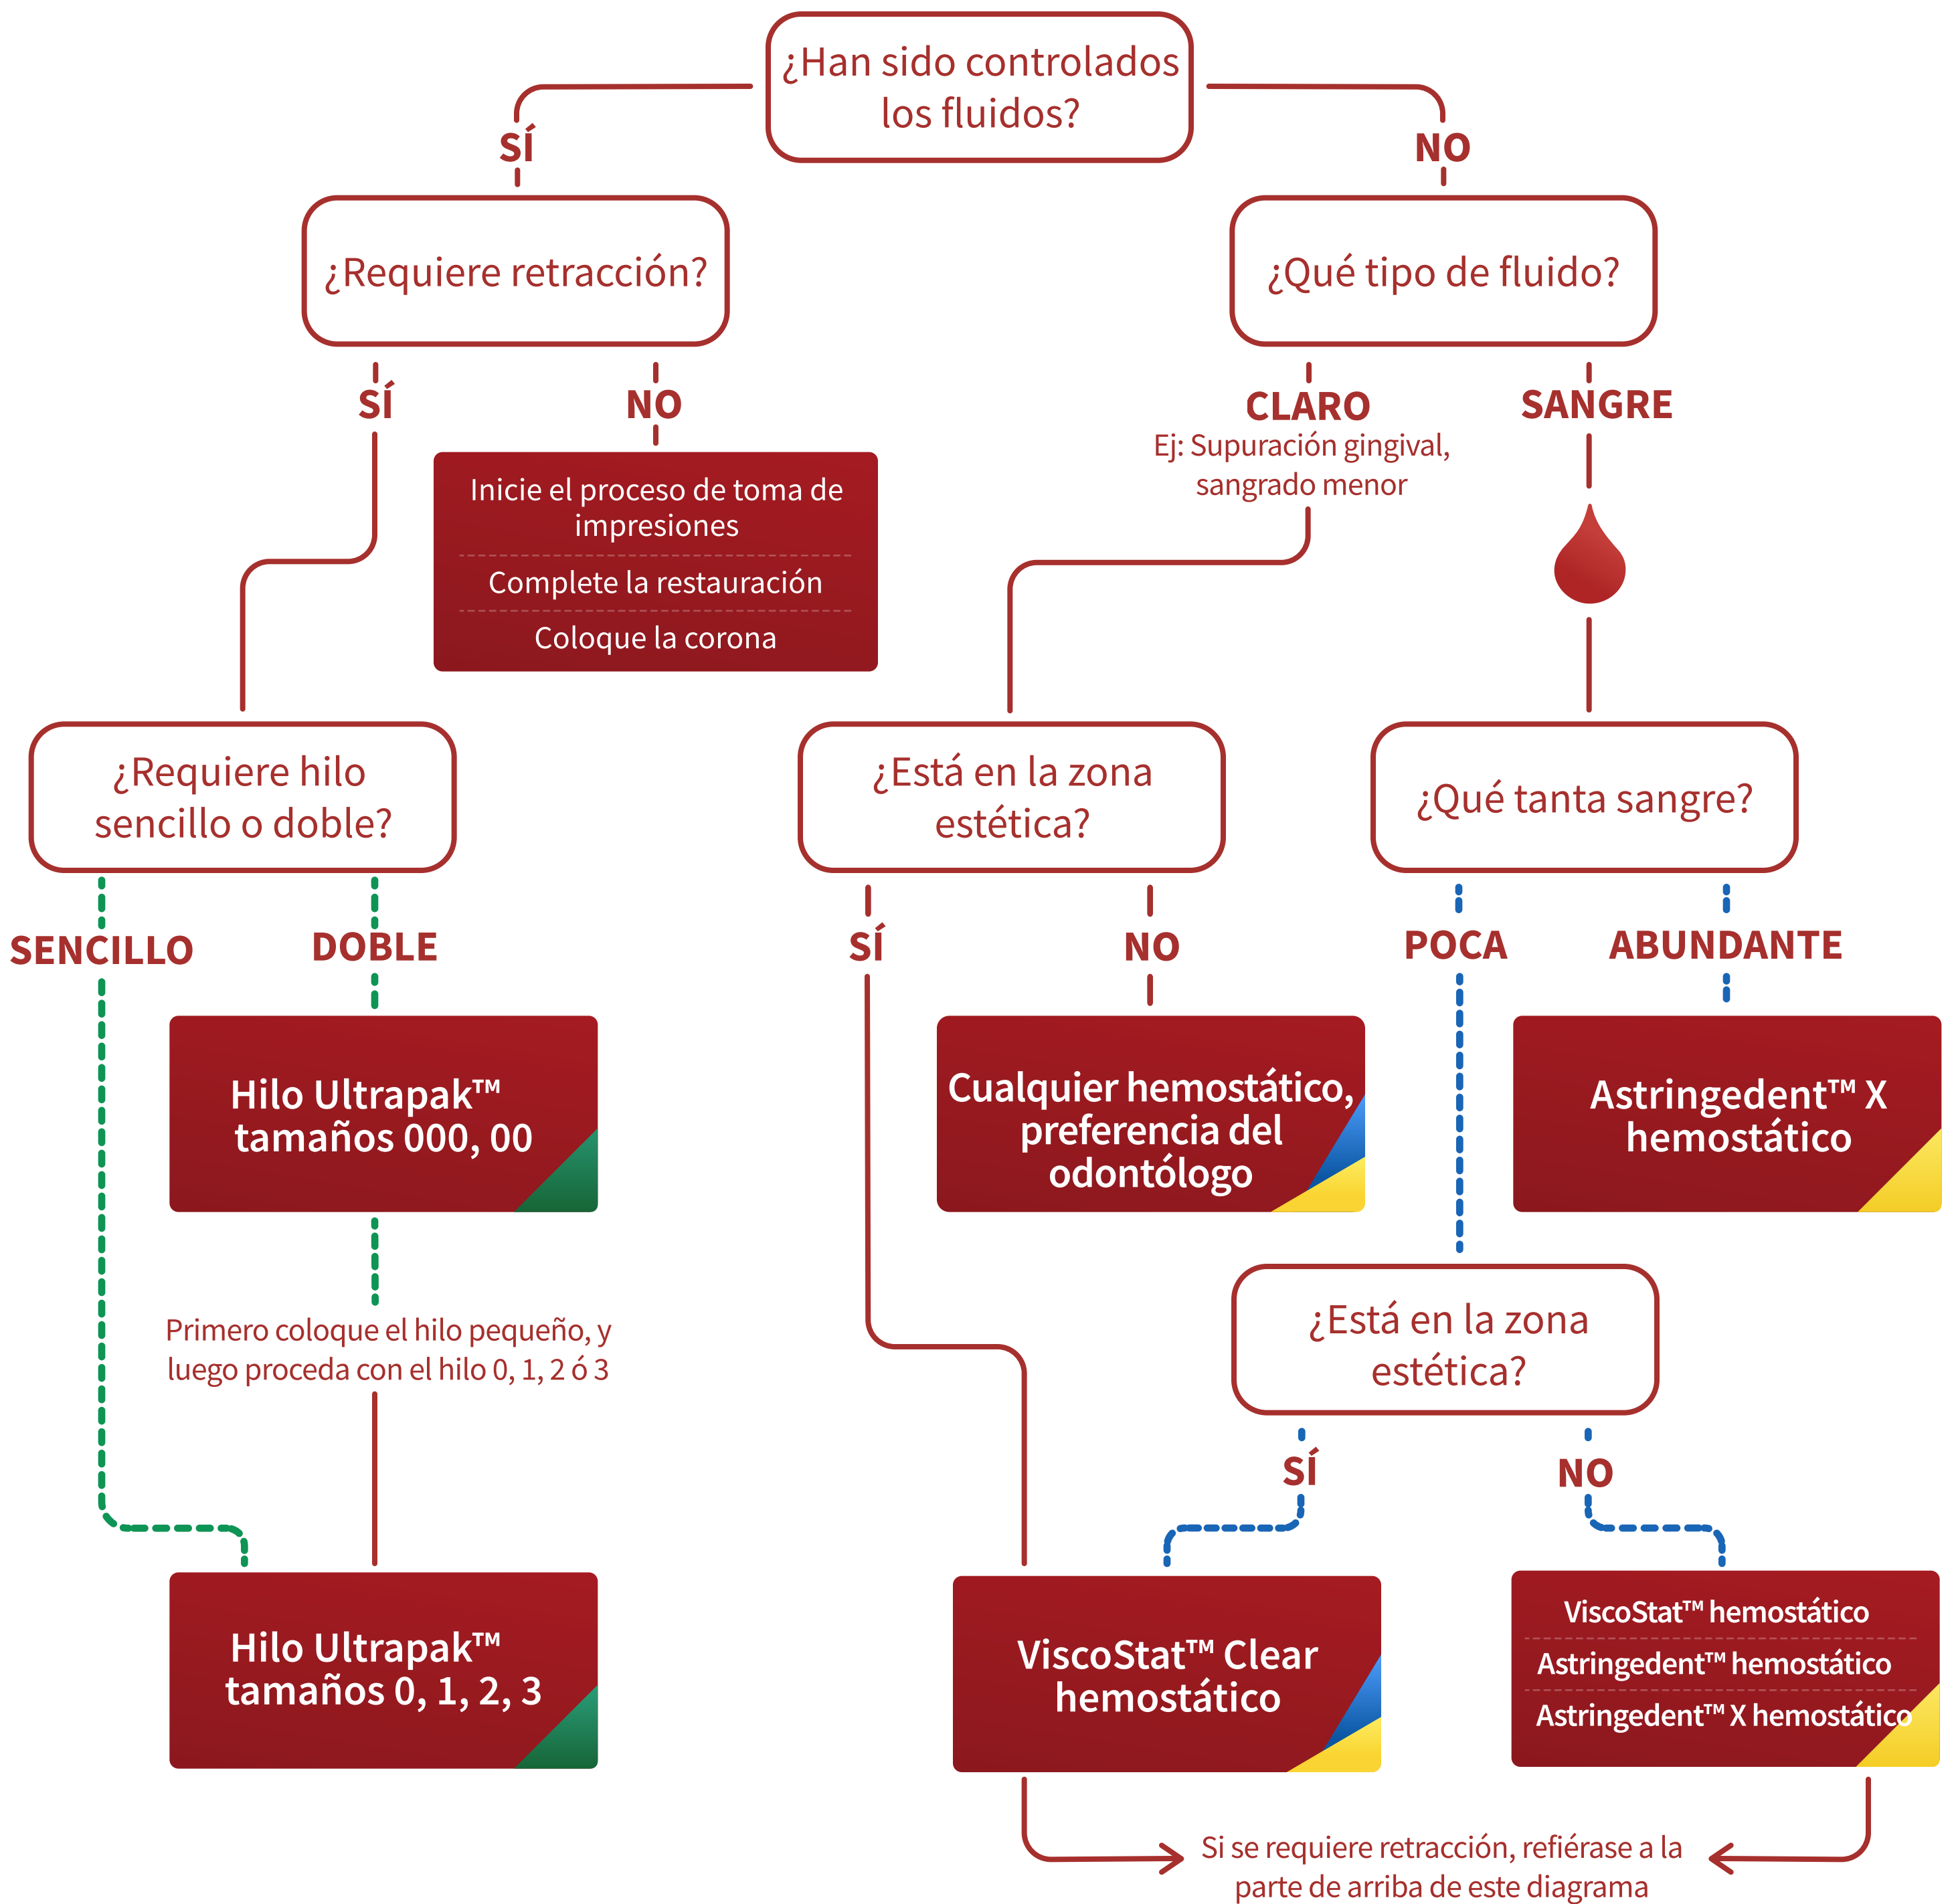 ¿Han sido controlados
los fluidos?
SÍ
NO
¿Requiere retracción?
¿Qué tipo de fluido?
SÍ
NO
CLARO
Ej: Supuración gingival,
sangrado menor
SANGRE
Inicie el proceso de toma de
impresiones
Complete la restauración
Coloque la corona
¿Requiere hilo
sencillo o doble?
¿Está en la zona
estética?
¿Qué tanta sangre?
SENCILLO
DOBLE
SÍ
NO
POCA
ABUNDANTE
Hilo Ultrapak™
tamaños 000, 00
Cualquier hemostático,
preferencia del
odontólogo
Astringedent™ X
hemostático
Primero coloque el hilo pequeño, y
luego proceda con el hilo 0, 1, 2 ó 3
¿Está en la zona
estética?
SÍ
NO
Hilo Ultrapak™
tamaños 0, 1, 2, 3
ViscoStat™ Clear
hemostático
ViscoStat™ hemostático
Astringedent™ hemostático
Astringedent™ X hemostático
Si se requiere retracción, refiérase a la
parte de arriba de este diagrama